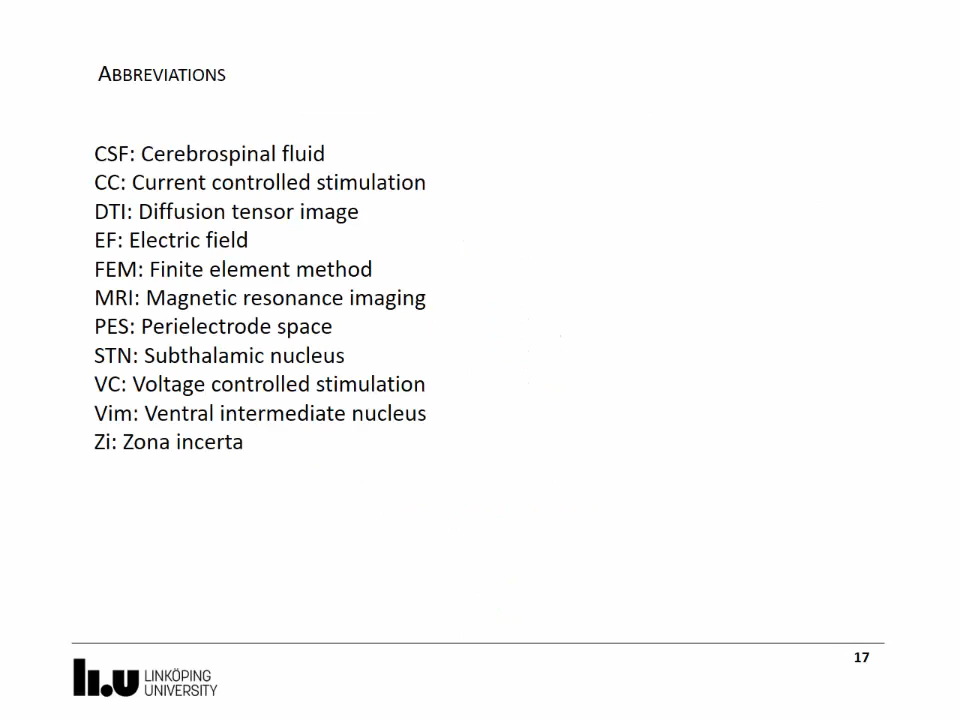 ABBREVIATIONS
CSF: Cerebrospinal fluid
CC: Current controlled stimulation
DTI: Diffusion tensor image
EF: Electric field
FEM: Finite element method
MRI: Magnetic resonance imaging
PES: Perielectrode space
STN: Subthalamic nucleus
VC: Voltage controlled stimulation
Vim: Ventral intermediate nucleus
Zi: Zona incerta
17
li.u LINKÖPING
UNIVERSITY